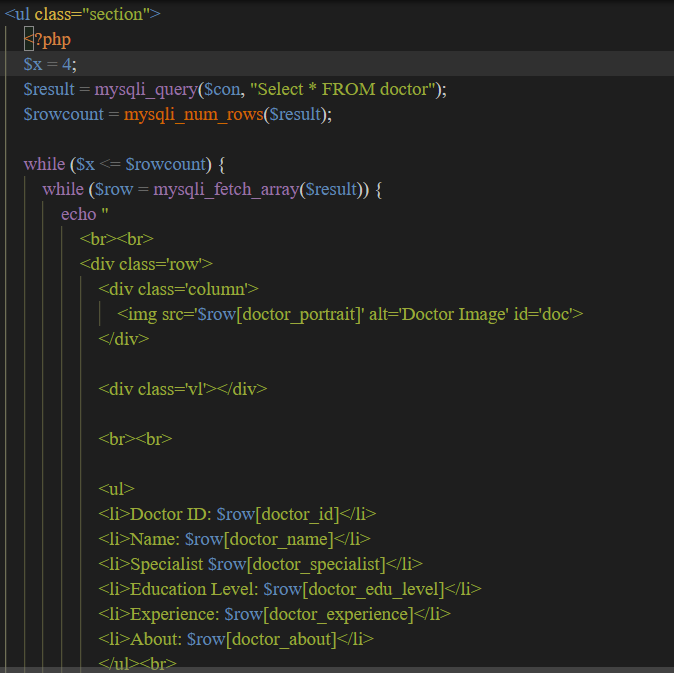 <ul class="section">
<?php
$x = 4;
$result = mysqli_query($con, "Select * FROM doctor");
$rowcount = mysqli_num_rows($result);
while ($x <= $rowcount) {
while ($row = mysqli_fetch_array($result)) {
echo "
<br><br>
<div class='row'>
<div class='column'>
<img src='$row[doctor_portrait]' alt='Doctor Image' id='doc'>
</div>
<div class='vl'></div>
<br><br>
<ul>
<li>Doctor ID: $row[doctor_id]</li>
<li>Name: $row[doctor_name]</li>
<li>Specialist $row[doctor_specialist]</li>
<li>Education Level: $row[doctor_edu_level]</li>
<li>Experience: $row[doctor_experience]</li>
<li>About: $row[doctor_about]</li>
</ul><br>